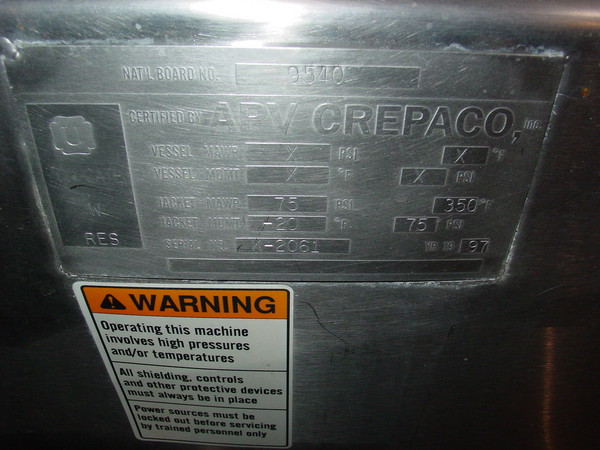 NAT'L BOARD NO. 9540
CERTIFIED BY APV CREPACO, INC.
U
VESSEL MAWP X PSI X °F
VESSEL MDMT X °F X PSI
W
JACKET MAWP 75 PSI 350 °F
JACKET MDMT -20 °F 75 PSI
RES
SERIAL NO. X-2061 YR 19 97
WARNING
Operating this machine
involves high pressures
and/or temperatures
All shielding, controls
and other protective devices
must always be in place
Power sources must be
locked out before servicing
by trained personnel only